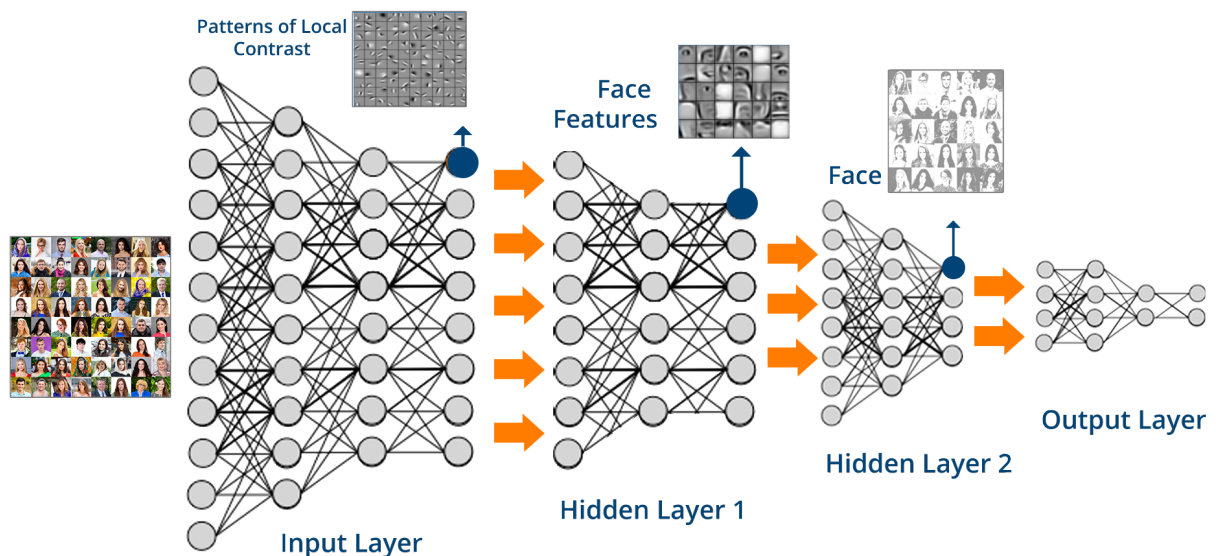 Patterns of Local
Contrast
Face
Features
Face
Input Layer
Hidden Layer 1
Hidden Layer 2
Output Layer